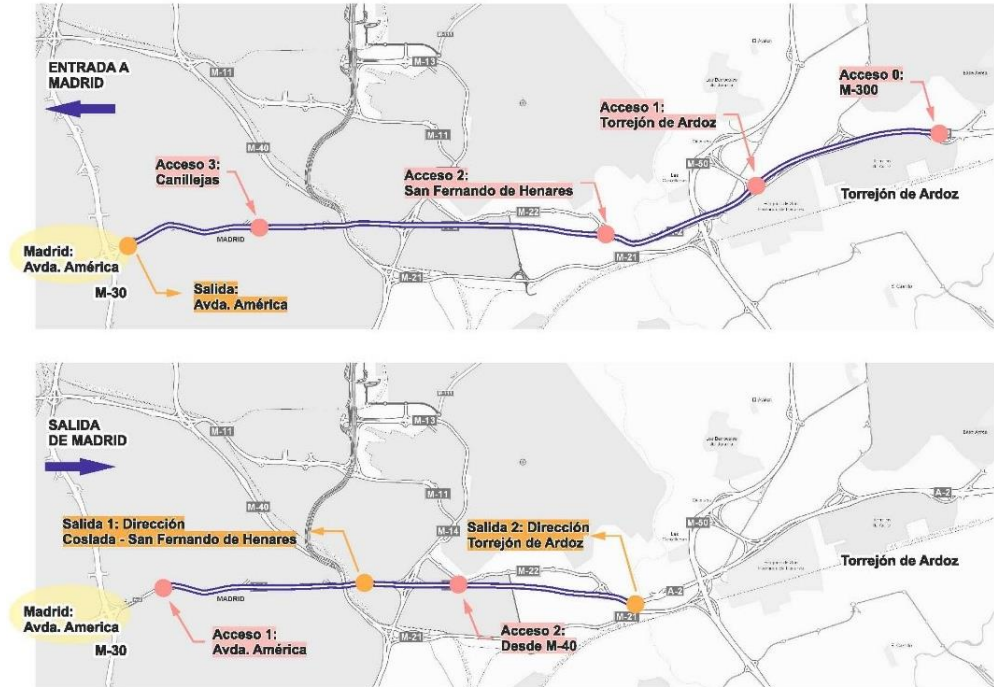 ENTRADA A
MADRID
M-11
M-13
M-11
M-40
Acceso 0:
M-300
Acceso 1:
Torrejón de Ardoz
M-50
Acceso 3:
Canillejas
Acceso 2:
San Fernando de Henares
Torrejón de Ardoz
M-22
MADRID
M-21
M-21
Madrid:
Avda. América
M-30
Salida:
Avda. América
SALIDA
DE MADRID
M-11
M-11
M-40
A-2
Salida 1: Dirección
Coslada - San Fernando de Henares
M-14
Salida 2: Dirección
Torrejón de Ardoz
M-50
Torrejón de Ardoz
M-22
A-2
MADRID
M-21
M-21
Madrid:
Avda. America
M-30
Acceso 1:
Avda. América
Acceso 2:
Desde M-40